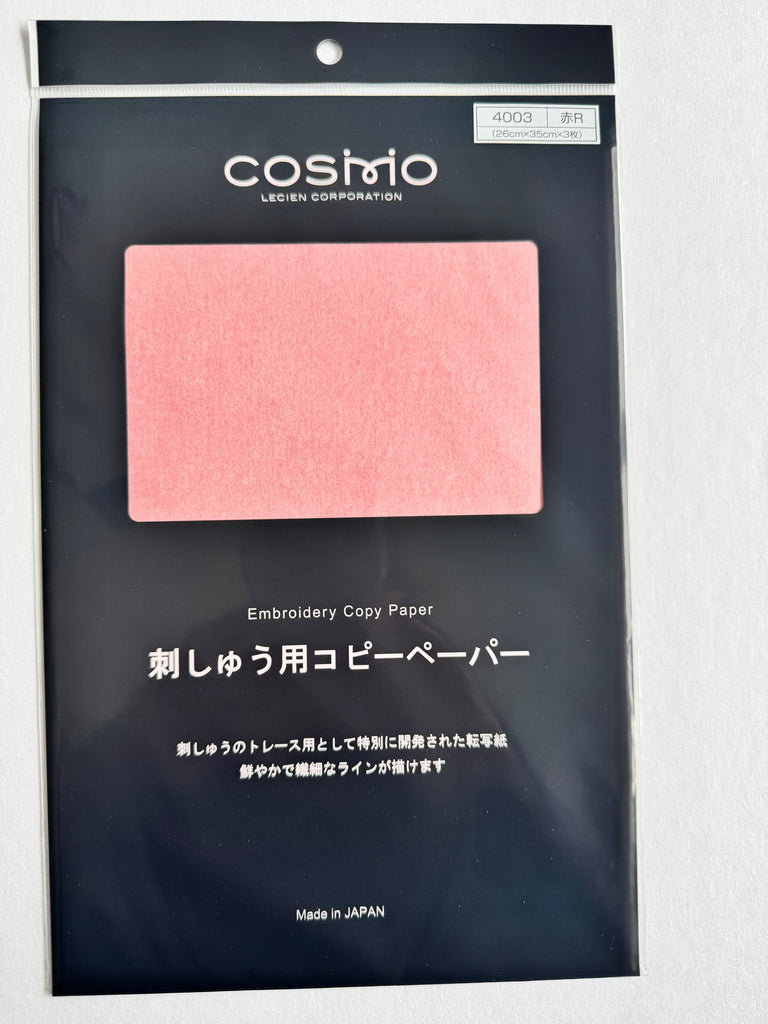 4003 赤R
(26cm×35cm×3枚)
COSMO
LECIEN CORPORATION
Embroidery Copy Paper
刺しゅう用コピーペーパー
刺しゅうのトレース用として特別に開発された転写紙
鮮やかで繊細なラインが描けます
Made in JAPAN